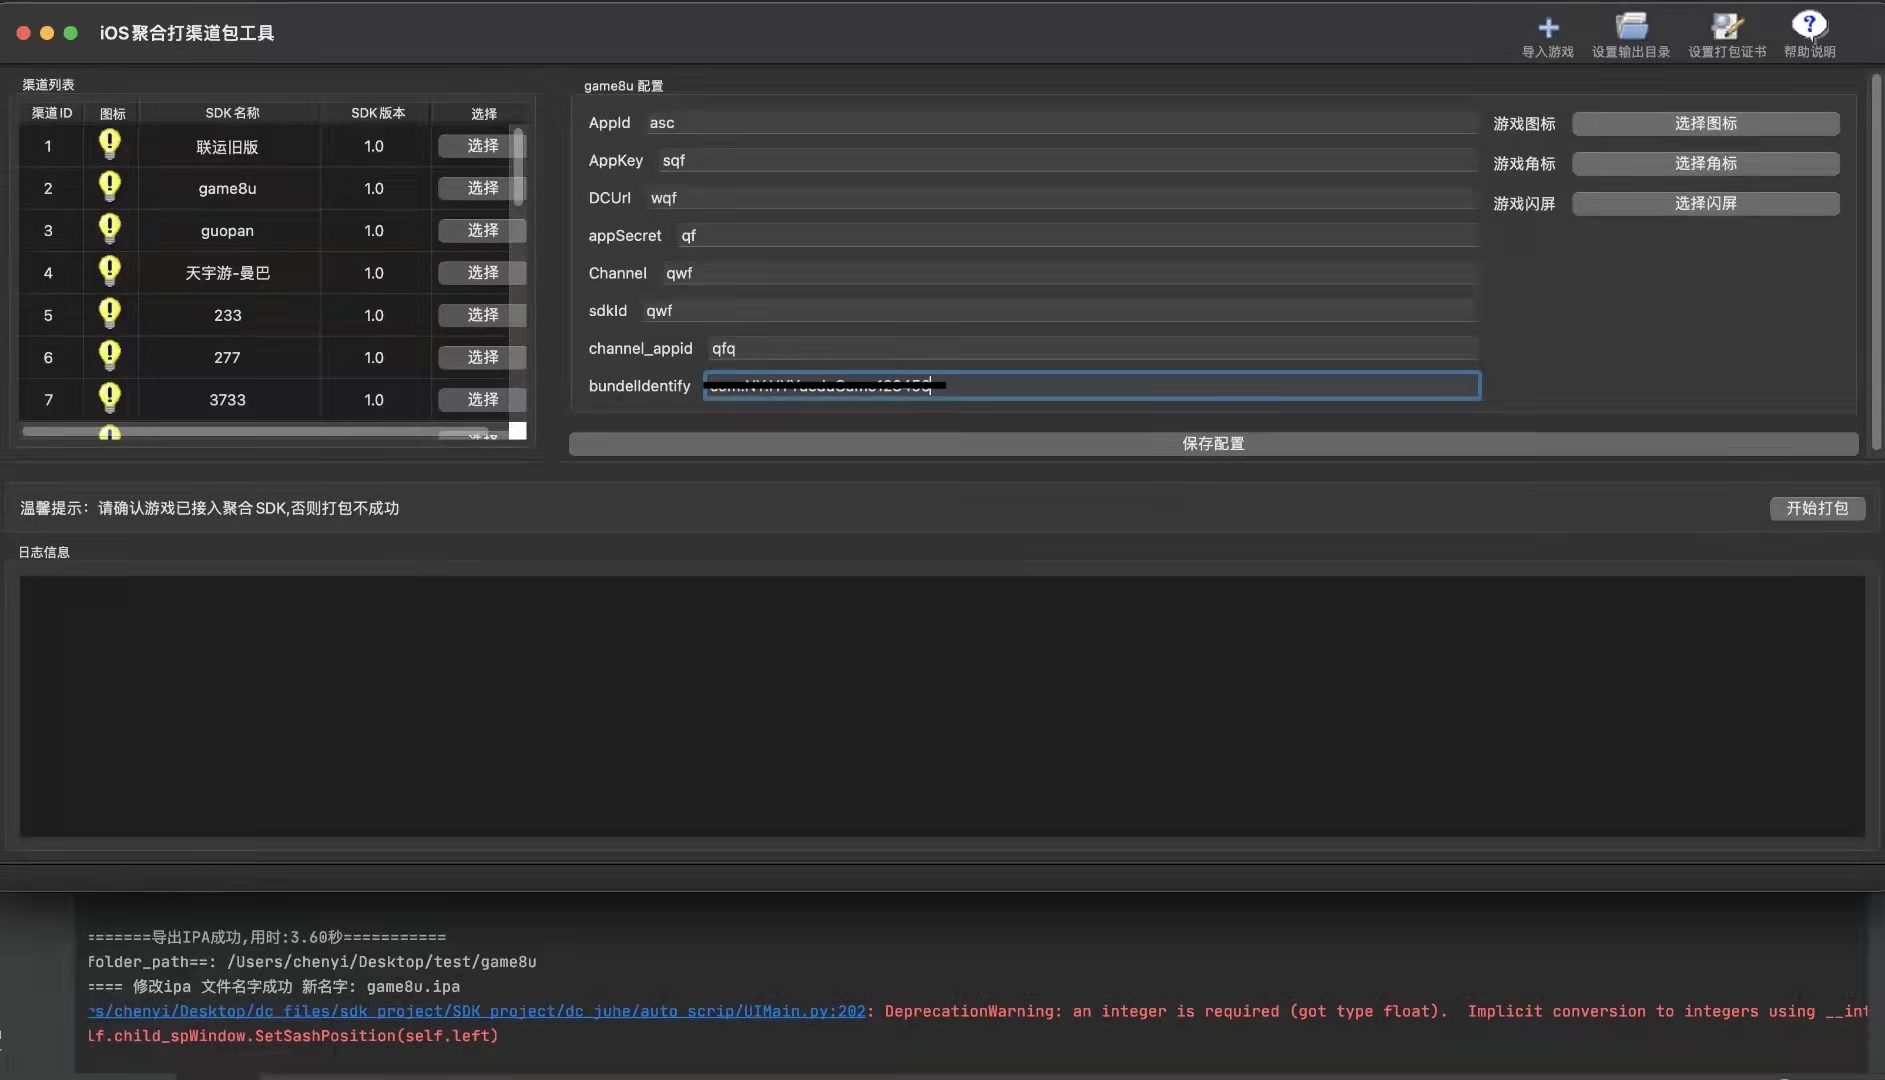 iOS聚合打渠道包工具
导入游戏 设置输出目录 设置打包证书 帮助说明
渠道列表
渠道ID 图标 SDK名称 SDK版本 选择
1 联运旧版 1.0 选择
2 game8u 1.0 选择
3 guopan 1.0 选择
4 天宇游-曼巴 1.0 选择
5 233 1.0 选择
6 277 1.0 选择
7 3733 1.0 选择
选择
game8u 配置
AppId asc
AppKey sqf
DCUrl wqf
appSecret qf
Channel qwf
sdkId qwf
channel_appid qfq
bundelIdentify
游戏图标 选择图标
游戏角标 选择角标
游戏闪屏 选择闪屏
保存配置
温馨提示：请确认游戏已接入聚合SDK,否则打包不成功
开始打包
日志信息
=======导出IPA成功,用时:3.60秒===========
folder_path==: /Users/chenyi/Desktop/test/game8u
==== 修改ipa 文件名字成功 新名字: game8u.ipa
rs/chenyi/Desktop/dc_files/sdk_project/SDK_project/dc_juhe/auto_scrip/UIMain.py:202: DeprecationWarning: an integer is required (got type float).  Implicit conversion to integers using __int
lf.child_spWindow.SetSashPosition(self.left)